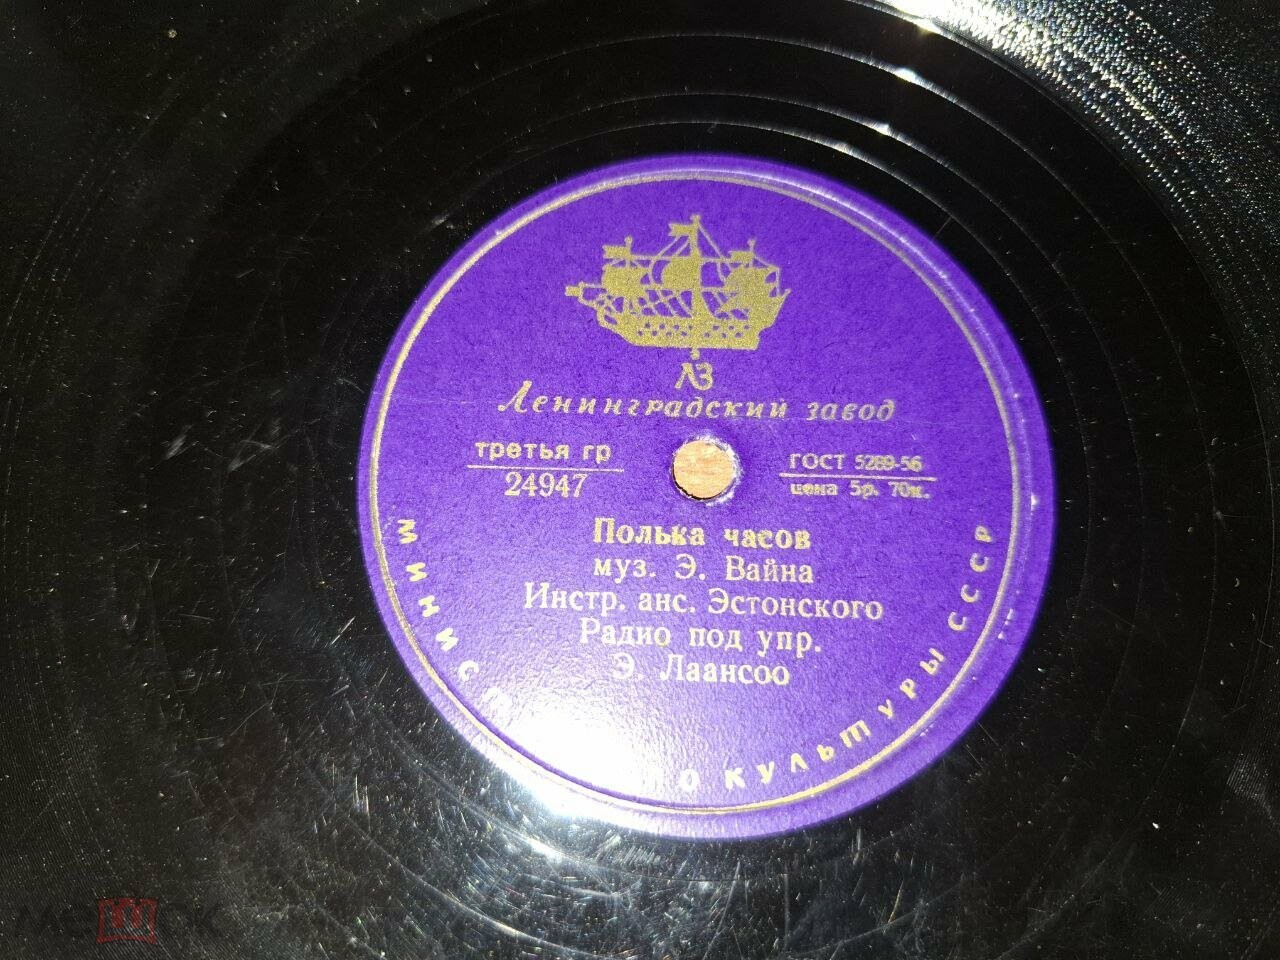 ЛЗ
Ленинградский завод
третья гр
24947
ГОСТ 5289-56
цена 5р. 70к.
Полька часов
муз. Э. Вайна
Инстр. анс. Эстонского
Радио под упр.
Э. Лаансоо
КУЛЬТУРЫ СССР
мешок